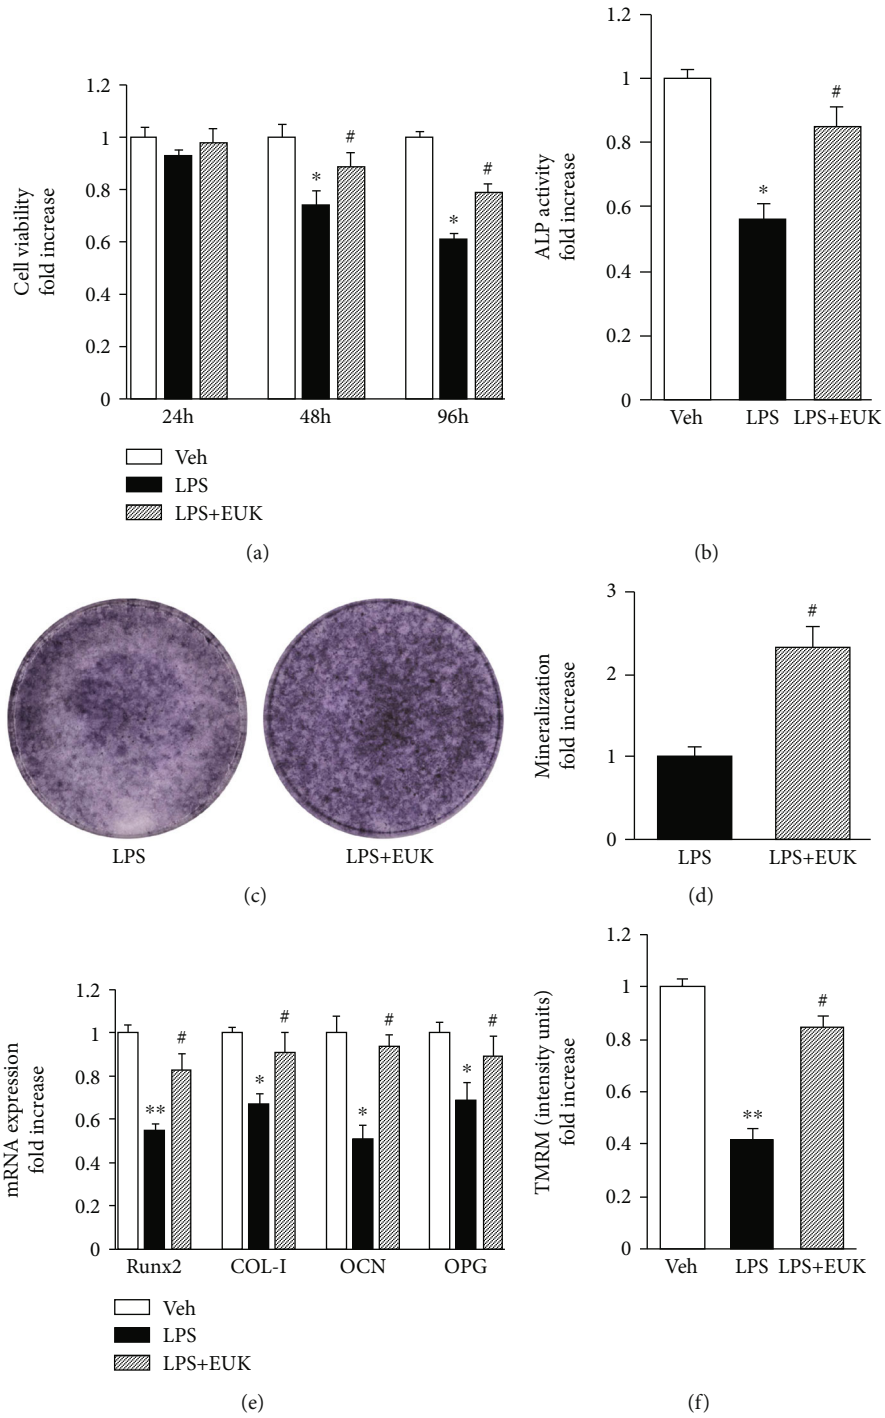 Cell viability
fold increase
1.2
1
0.8
0.6
0.4
0.2
0
*
#
*
#
24h
48h
96h
Veh
LPS
LPS+EUK
(a)
ALP activity
fold increase
1.2
1
0.8
0.6
0.4
0.2
0
*
#
Veh
LPS
LPS+EUK
(b)
LPS
LPS+EUK
(c)
Mineralization
fold increase
3
2
1
0
#
LPS
LPS+EUK
(d)
mRNA expression
fold increase
1.2
1
0.8
0.6
0.4
0.2
0
**
#
*
#
*
#
*
#
Runx2
COL-I
OCN
OPG
Veh
LPS
LPS+EUK
(e)
TMRM (intensity units)
fold increase
1.2
1
0.8
0.6
0.4
0.2
0
**
#
Veh
LPS
LPS+EUK
(f)